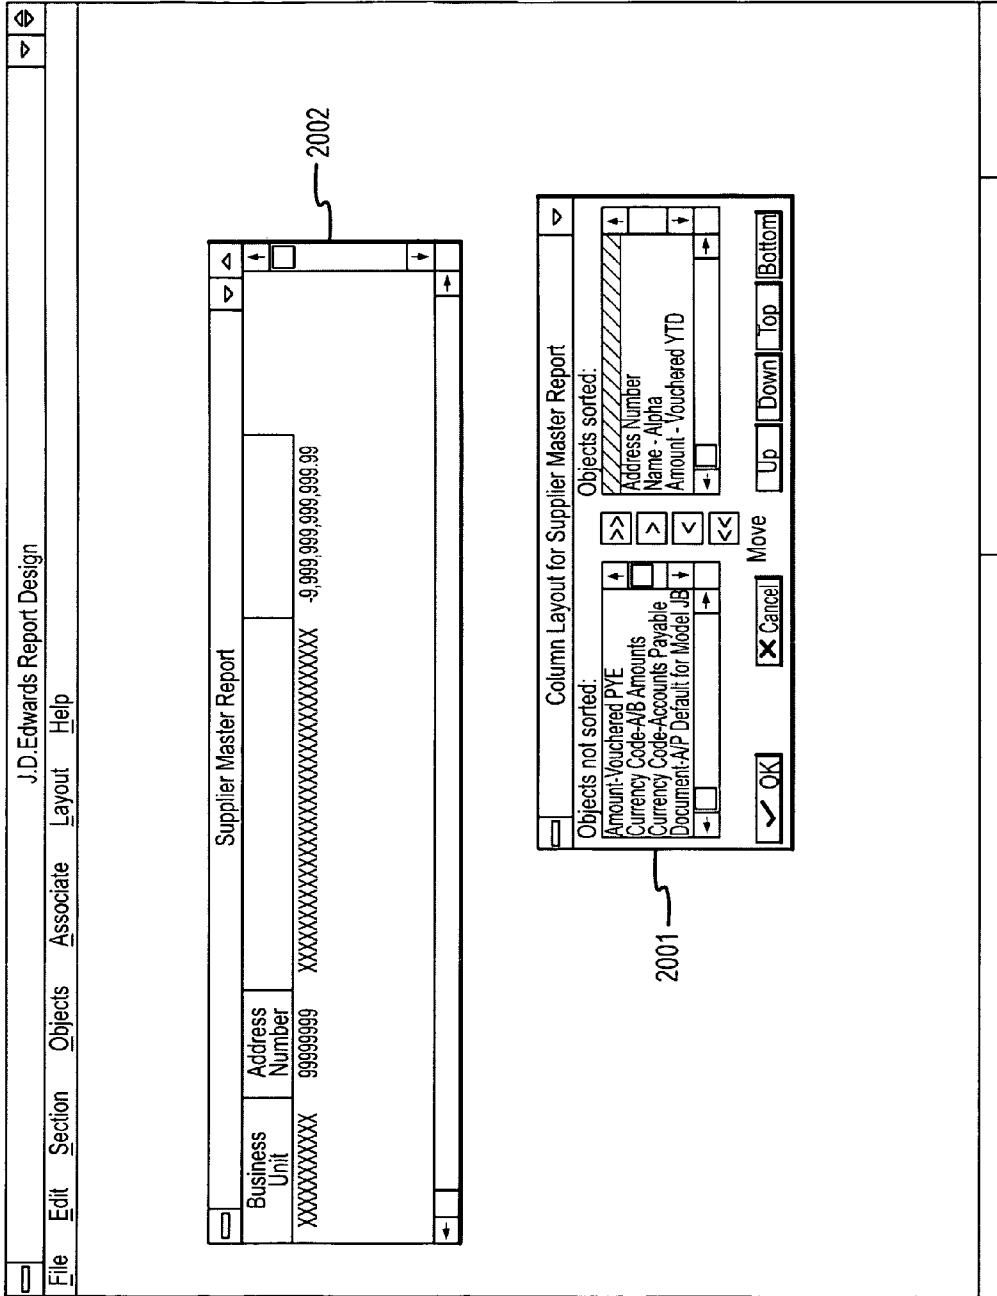 J.D.Edwards Report Design
File Edit Section Objects Associate Layout Help
Supplier Master Report
Business Unit
Address Number
XXXXXXXXXX 99999999 XXXXXXXXXXXXXXXXXXXXXXXXXXXXXXXXXXXXXXXX -9,999,999,999,999.99
2002
Column Layout for Supplier Master Report
Objects not sorted:
Amount-Vouchered PYE
Currency Code-A/B Amounts
Currency Code-Accounts Payable
Document-A/P Default for Model JB
>>
>
<
<<
Move
Objects sorted:
Address Number
Name - Alpha
Amount - Vouchered YTD
OK Cancel Up Down Top Bottom
2001